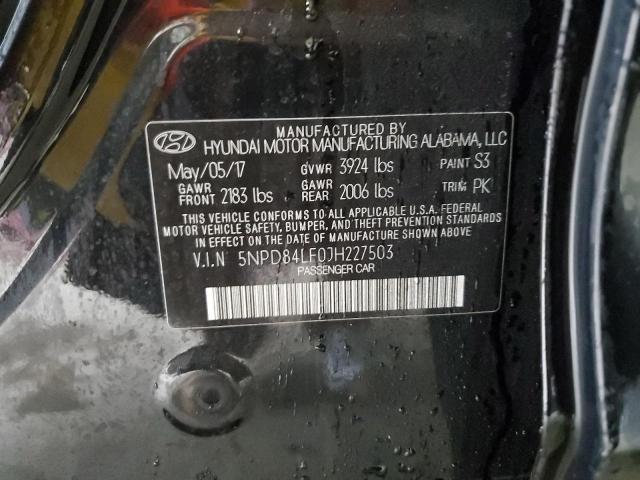 MANUFACTURED BY
HYUNDAI MOTOR MANUFACTURING ALABAMA, LLC
May/05/17 GVWR 3924 lbs PAINT S3
GAWR FRONT 2183 lbs GAWR REAR 2006 lbs TRIM PK
THIS VEHICLE CONFORMS TO ALL APPLICABLE U.S.A. FEDERAL
MOTOR VEHICLE SAFETY, BUMPER, AND THEFT PREVENTION STANDARDS
IN EFFECT ON THE DATE OF MANUFACTURE SHOWN ABOVE.
V.I.N 5NPD84LF0JH227503
PASSENGER CAR